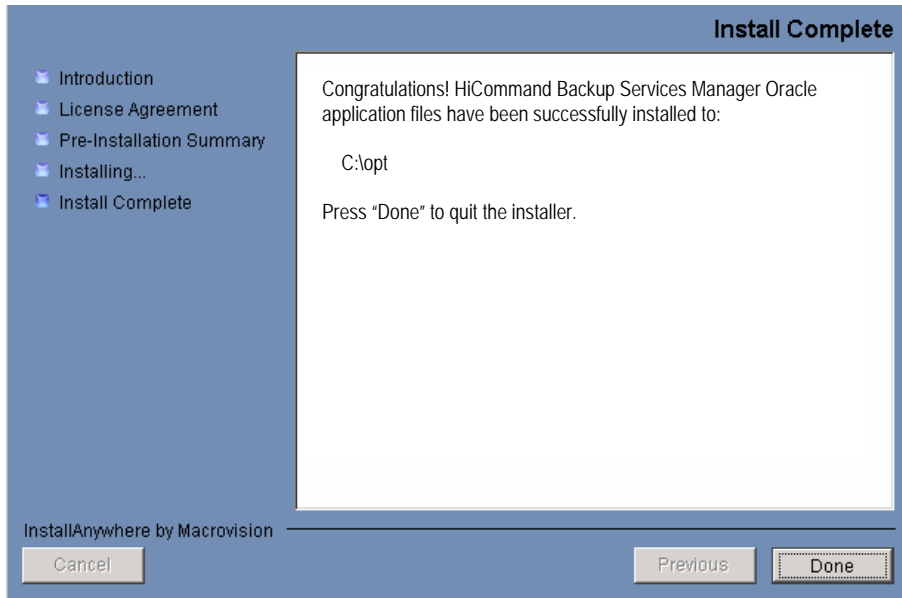 Install Complete
Introduction
License Agreement
Pre-Installation Summary
Installing...
Install Complete
Congratulations! HiCommand Backup Services Manager Oracle
application files have been successfully installed to:
C:\opt
Press “Done” to quit the installer.
InstallAnywhere by Macrovision
Cancel
Previous
Done